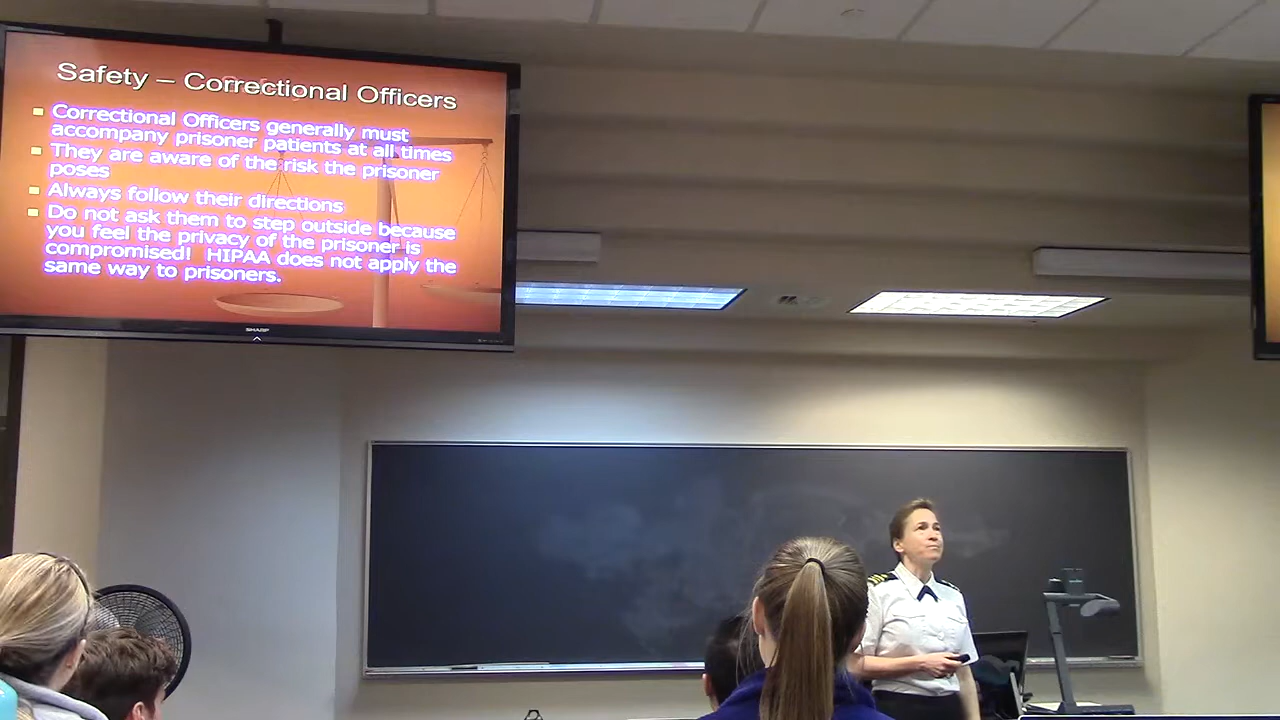 Safety – Correctional Officers
Correctional Officers generally must
accompany prisoner patients at all times
They are aware of the risk the prisoner
poses
Always follow their directions
Do not ask them to step outside because
you feel the privacy of the prisoner is
compromised! HIPAA does not apply the
same way to prisoners.
SHARP